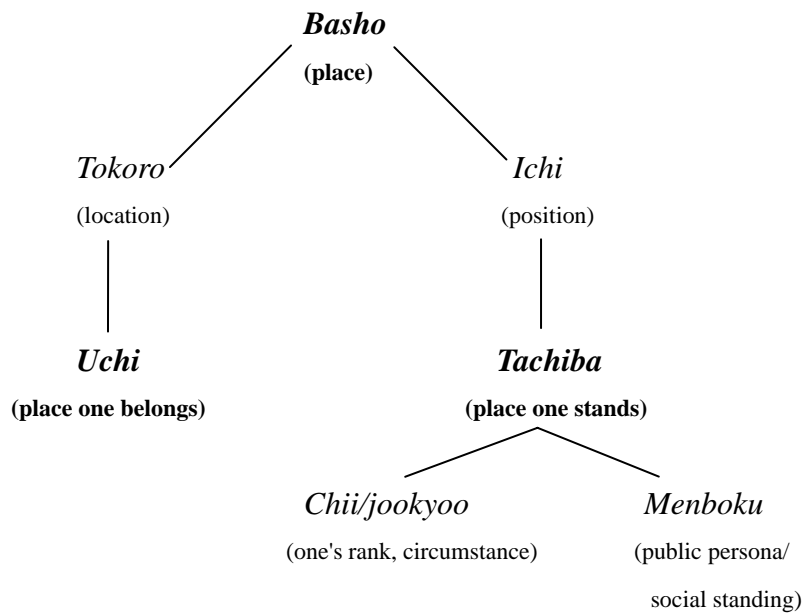 Basho
(place)
Tokoro
(location)
Ichi
(position)
Uchi
(place one belongs)
Tachiba
(place one stands)
Chii/jookyoo
(one's rank, circumstance)
Menboku
(public persona/
social standing)